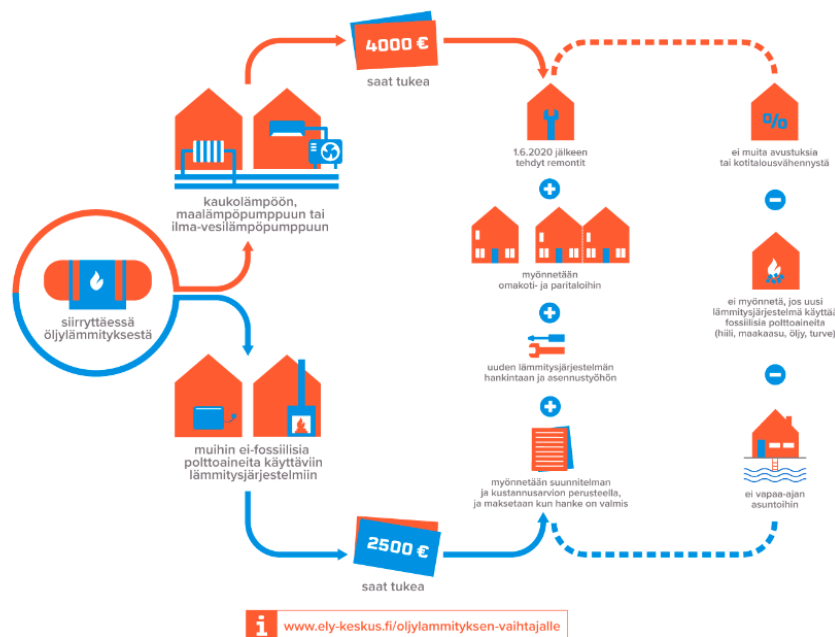 4000 €
saat tukea
kaukolämpöön,
maalämpöpumppuun tai
ilma-vesilämpöpumppuun
siirryttäessä
öljylämmityksestä
muihin ei-fossiilisia
polttoaineita käyttäviin
lämmitysjärjestelmiin
2500 €
saat tukea
1.6.2020 jälkeen
tehdyt remontit
myönnetään
omakoti- ja paritaloihin
uuden lämmitysjärjestelmän
hankintaan ja asennustyöhön
myönnetään suunnitelman
ja kustannusarvion perusteella,
ja maksetaan kun hanke on valmis
%
ei muita avustuksia
tai kotitalousvähennystä
ei myönnetä, jos uusi
lämmitysjärjestelmä käyttää
fossiilisia polttoaineita
(hiili, maakaasu, öljy, turve)
ei vapaa-ajan
asuntoihin
i www.ely-keskus.fi/oljylammityksen-vaihtajalle